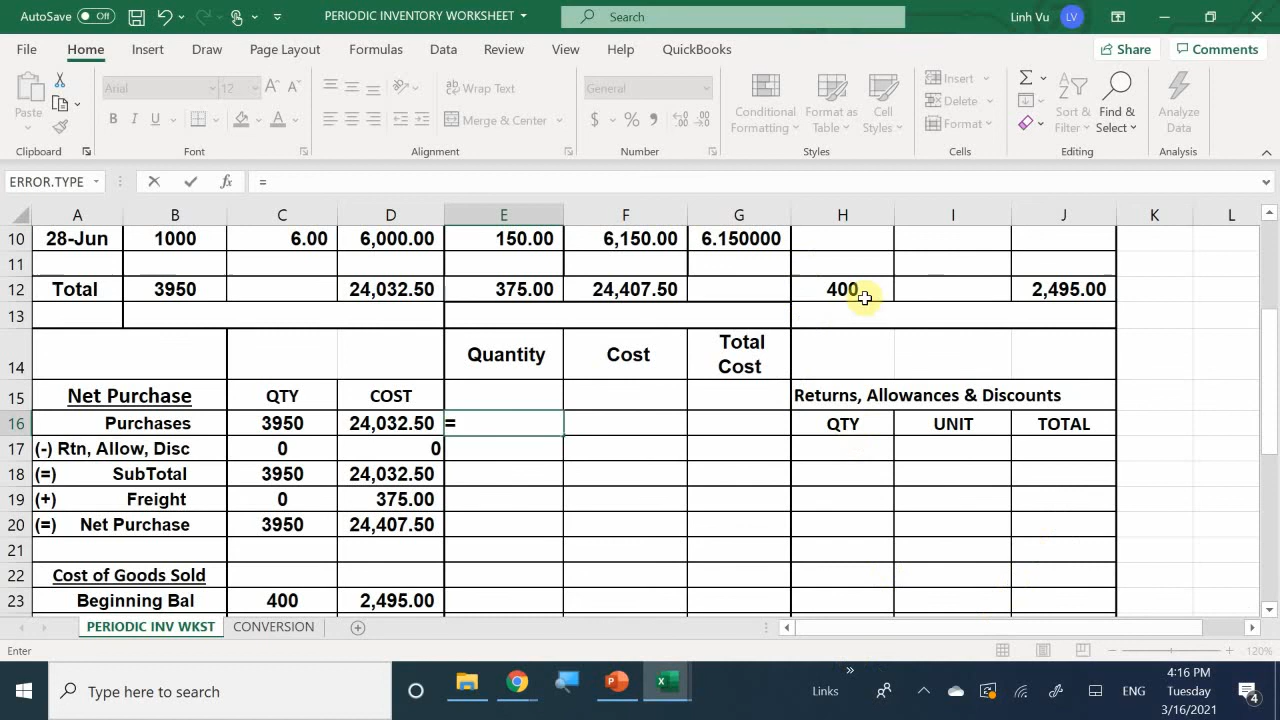 AutoSave Off PERIODIC INVENTORY WORKSHEET Search Linh Vu LV
File Home Insert Draw Page Layout Formulas Data Review View Help QuickBooks Share Comments
Paste Arial 12 Wrap Text General Conditional Formatting Format as Table Cell Styles Insert Sort & Filter Find & Select Analyze Data
B I U Merge & Center $ % Delete
Format
Clipboard Font Alignment Number Styles Cells Editing Analysis
ERROR.TYPE fx =
A B C D E F G H I J K L
10 28-Jun 1000 6.00 6,000.00 150.00 6,150.00 6.150000
11
12 Total 3950 24,032.50 375.00 24,407.50 400 2,495.00
13
14 Quantity Cost Total Cost
15 Net Purchase QTY COST Returns, Allowances & Discounts
16 Purchases 3950 24,032.50 = QTY UNIT TOTAL
17 (-) Rtn, Allow, Disc 0 0
18 (=) SubTotal 3950 24,032.50
19 (+) Freight 0 375.00
20 (=) Net Purchase 3950 24,407.50
21
22 Cost of Goods Sold
23 Beginning Bal 400 2,495.00
PERIODIC INV WKST CONVERSION
Enter 120%
Type here to search Links ENG 4:16 PM
Tuesday
3/16/2021
4